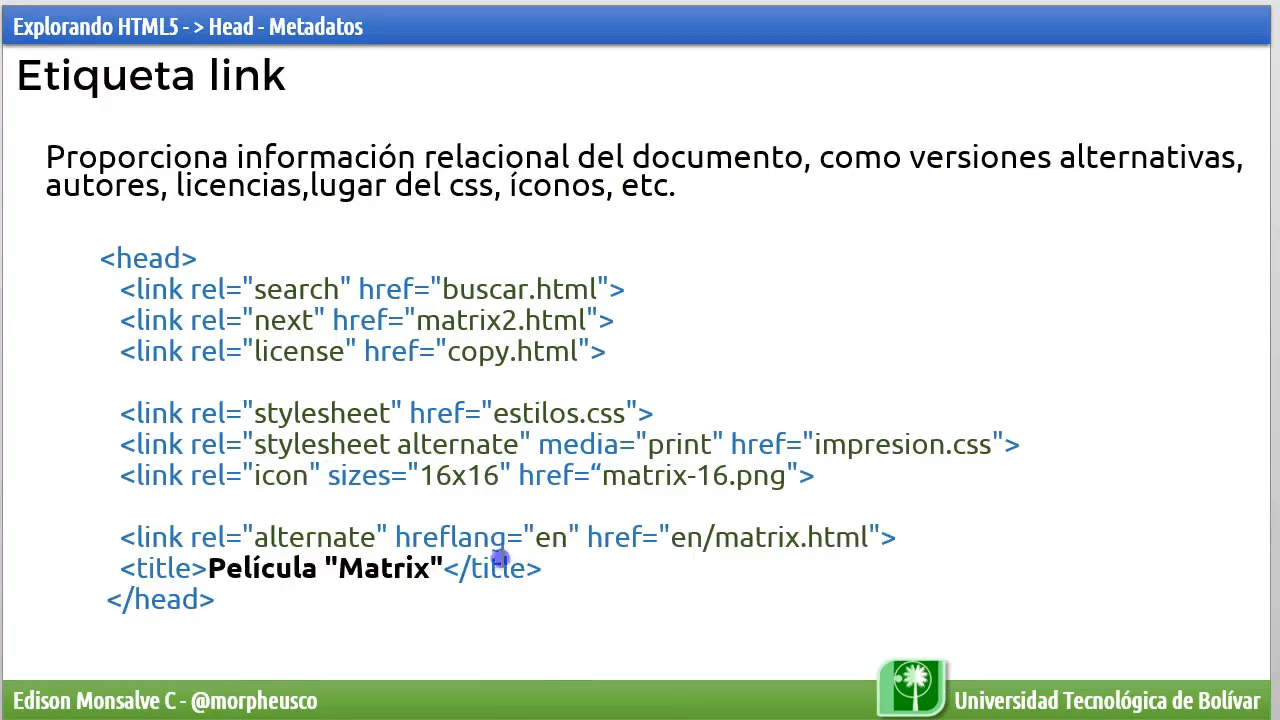 Explorando HTML5 - > Head - Metadatos
Etiqueta link
Proporciona información relacional del documento, como versiones alternativas,
autores, licencias,lugar del css, íconos, etc.
<head>
<link rel="search" href="buscar.html">
<link rel="next" href="matrix2.html">
<link rel="license" href="copy.html">
<link rel="stylesheet" href="estilos.css">
<link rel="stylesheet alternate" media="print" href="impresion.css">
<link rel="icon" sizes="16x16" href=“matrix-16.png">
<link rel="alternate" hreflang="en" href="en/matrix.html">
<title>Película "Matrix"</title>
</head>
Edison Monsalve C - @morpheusco
Universidad Tecnológica de Bolívar